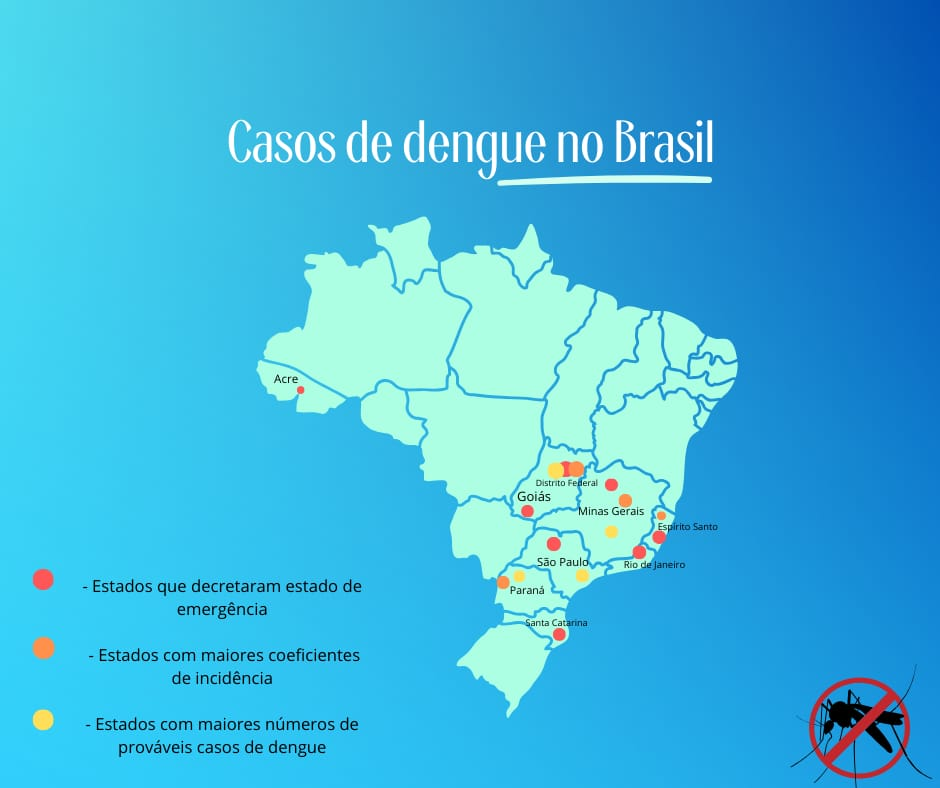 Casos de dengue no Brasil
Acre
Distrito Federal
Goiás
Minas Gerais
Espírito Santo
São Paulo
Rio de Janeiro
Paraná
Santa Catarina
- Estados que decretaram estado de
emergência
- Estados com maiores coeficientes
de incidência
- Estados com maiores números de
prováveis casos de dengue